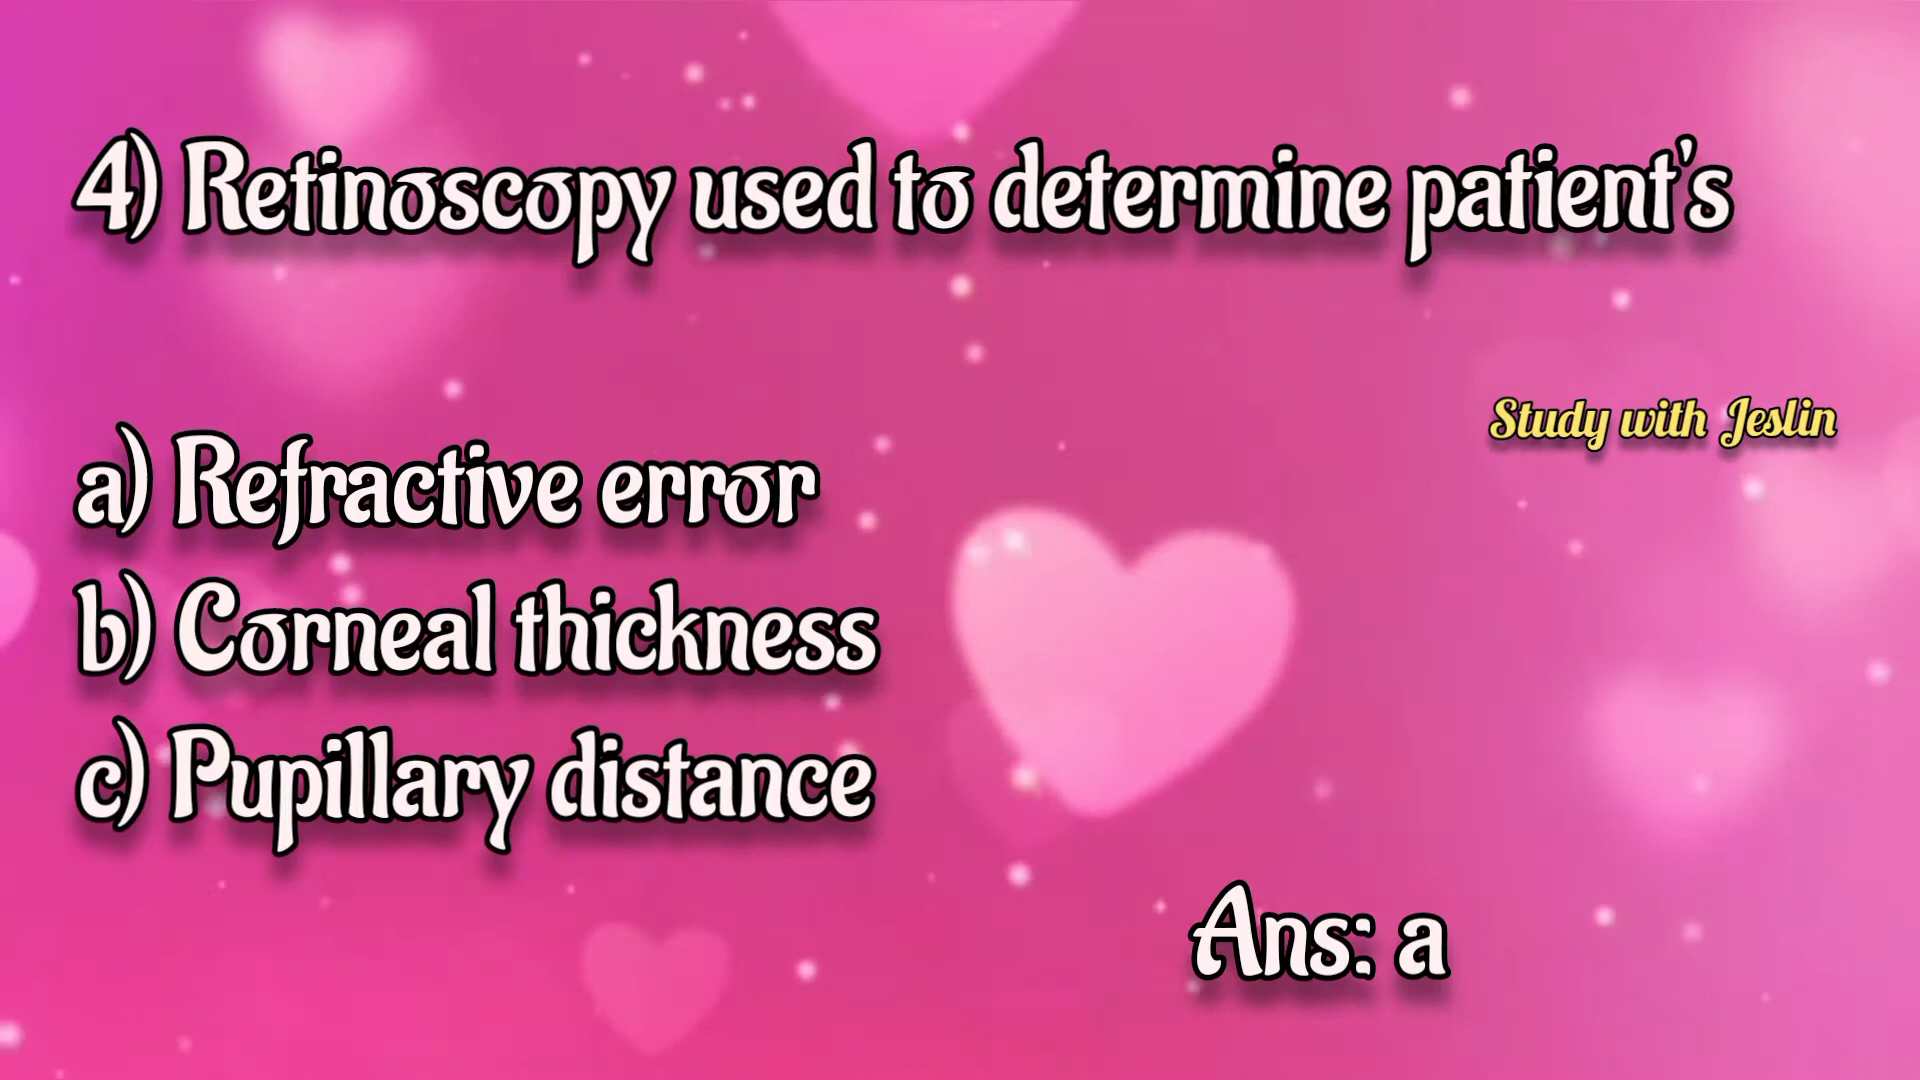 4) Retinoscopy used to determine patient's
Study with Jeslin
a) Refractive error
b) Corneal thickness
c) Pupillary distance
Ans: a